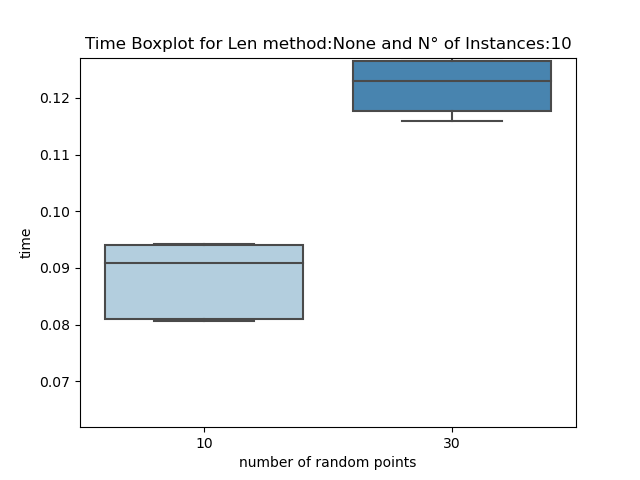 Time Boxplot for Len method:None and N° of Instances:10
0.12
0.11
0.10
0.09
0.08
0.07
time
10
30
number of random points